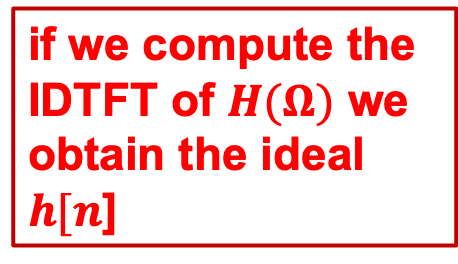 if we compute the
IDTFT of H(Ω) we
obtain the ideal
h[n]